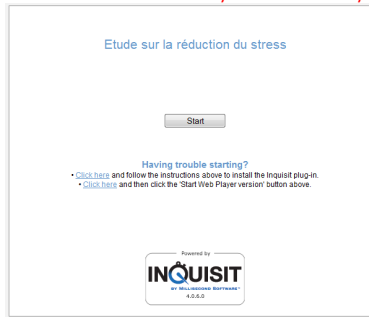 Etude sur la réduction du stress
Start
Having trouble starting?
• Click here and follow the instructions above to install the Inquisit plug-in.
• Click here and then click the 'Start Web Player version' button above.
Powered by
INQUISIT
BY MILLISECOND SOFTWARE™
4.0.6.0